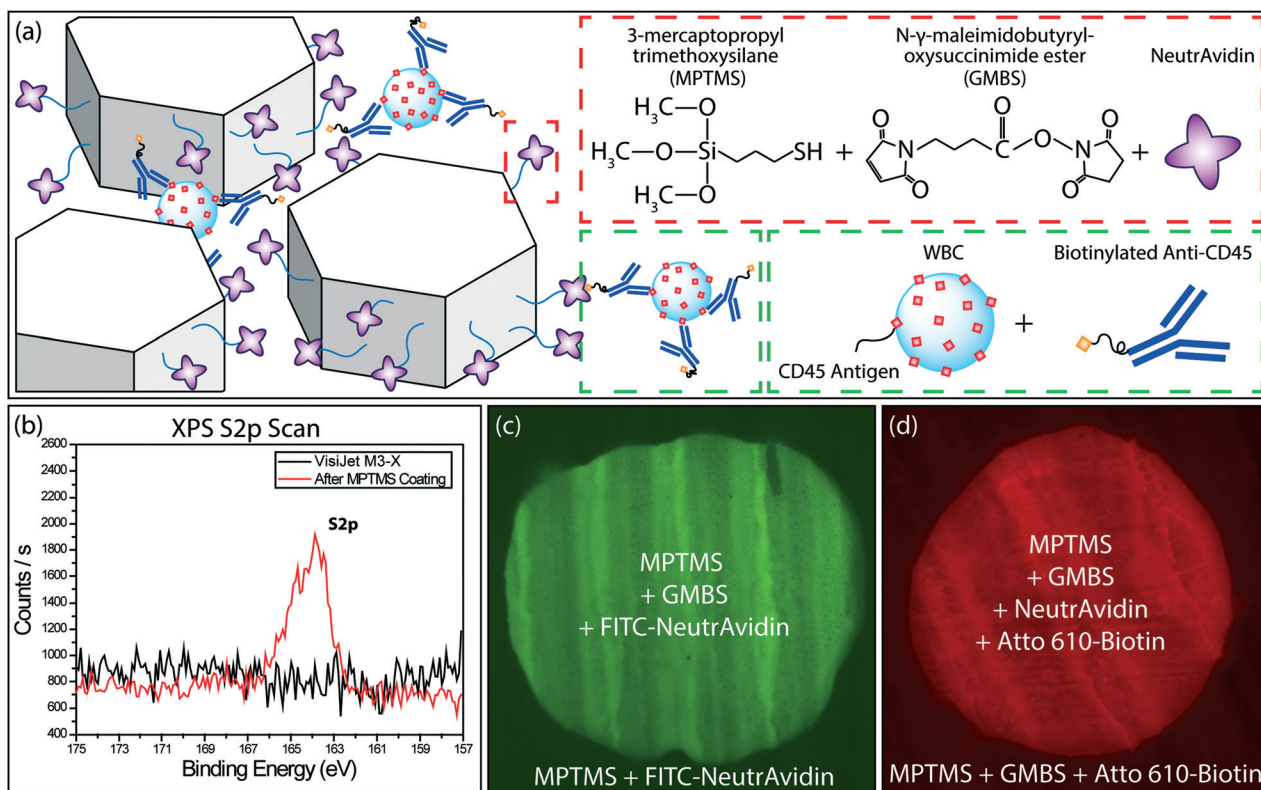 (a)
3-mercaptopropyl
trimethoxysilane
(MPTMS)
N-γ-maleimidobutyryl-
oxysuccinimide ester
(GMBS)
NeutrAvidin
H₃C—O
H₃C—O—Si
SH
H₃C—O
+
O
N
O
O
C
O
N
O
O
+
WBC
CD45 Antigen
+
Biotinylated Anti-CD45
(b)
XPS S2p Scan
VisiJet M3-X
After MPTMS Coating
S2p
Counts / s
2600
2400
2200
2000
1800
1600
1400
1200
1000
800
600
400
175 173 171 169 167 165 163 161 159 157
Binding Energy (eV)
(c)
MPTMS
+ GMBS
+ FITC-NeutrAvidin
MPTMS + FITC-NeutrAvidin
(d)
MPTMS
+ GMBS
+ NeutrAvidin
+ Atto 610-Biotin
MPTMS + GMBS + Atto 610-Biotin